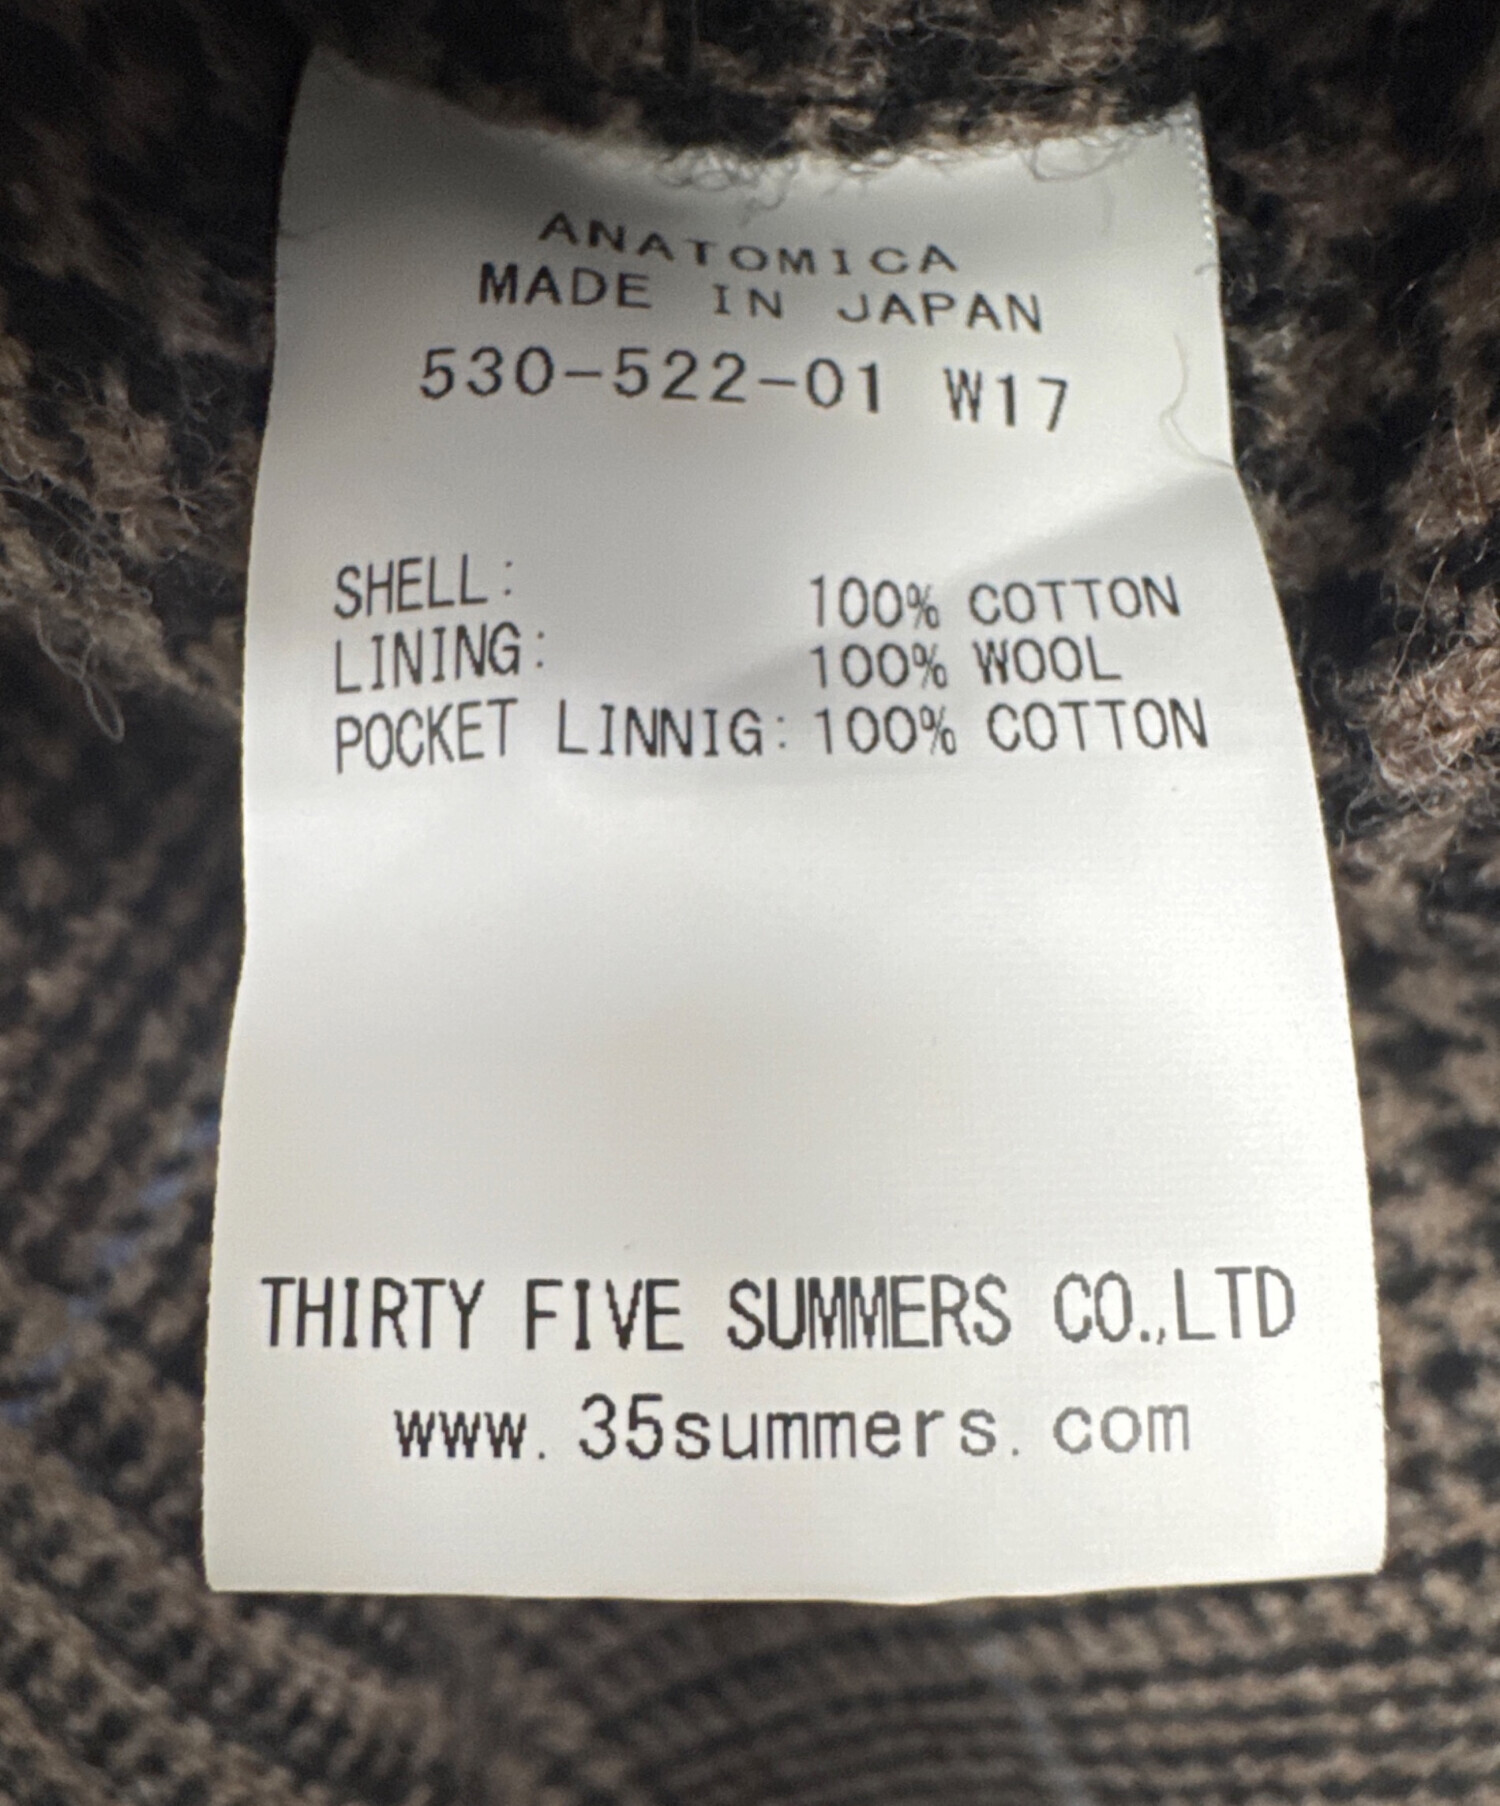 ANATOMICA
MADE IN JAPAN
530-522-01 W17
SHELL: 100% COTTON
LINING: 100% WOOL
POCKET LINNIG: 100% COTTON
THIRTY FIVE SUMMERS CO.,LTD
www.35summers.com